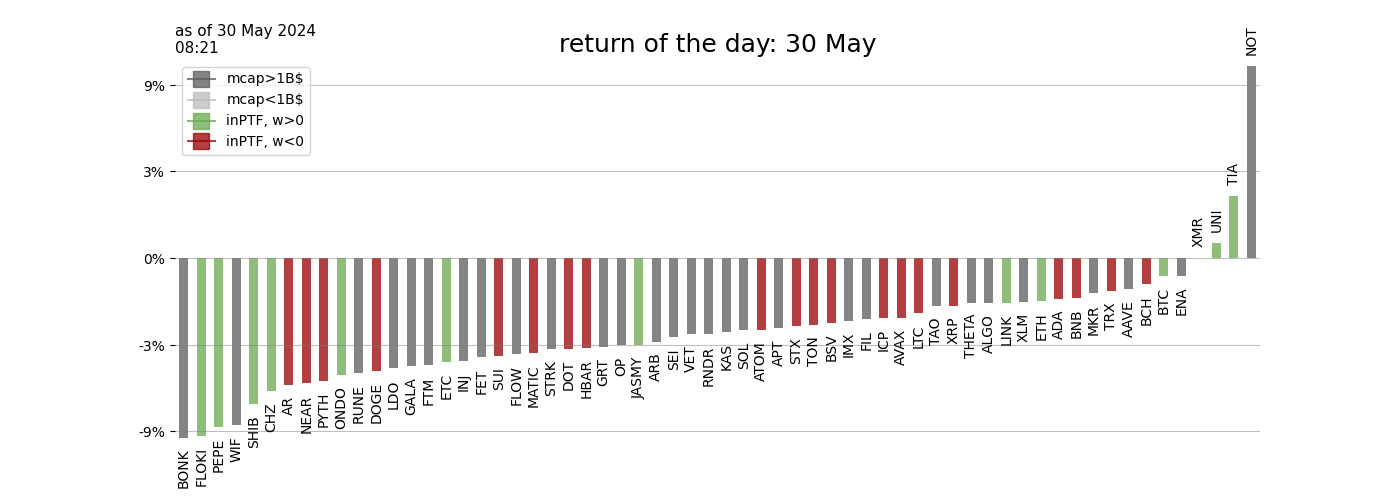 as of 30 May 2024
08:21
return of the day: 30 May
mcap>1B$
mcap<1B$
inPTF, w>0
inPTF, w<0
9%
3%
0%
-3%
-9%
BONK
FLOKI
PEPE
WIF
SHIB
CHZ
AR
NEAR
PYTH
ONDO
RUNE
DOGE
LDO
GALA
FTM
ETC
INJ
FET
SUI
FLOW
MATIC
STRK
DOT
HBAR
GRT
OP
JASMY
ARB
SEI
VET
RNDR
KAS
SOL
ATOM
APT
STX
TON
BSV
IMX
FIL
ICP
AVAX
LTC
TAO
XRP
THETA
ALGO
LINK
XLM
ETH
ADA
BNB
MKR
TRX
AAVE
BCH
BTC
ENA
XMR
UNI
TIA
NOT